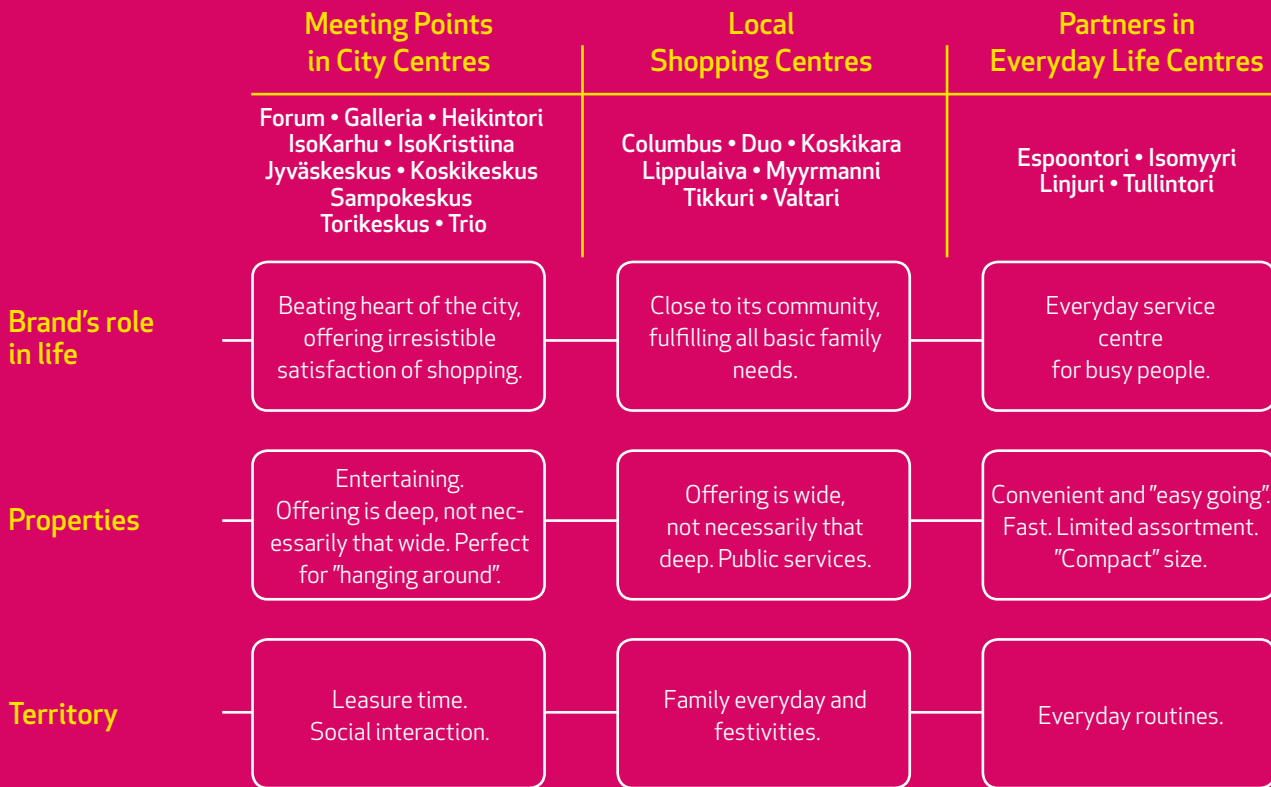 Meeting Points
in City Centres
Local
Shopping Centres
Partners in
Everyday Life Centres
Forum • Galleria • Heikintori
IsoKarhu • IsoKristiina
Jyväskeskus • Koskikeskus
Sampokeskus
Torikeskus • Trio
Columbus • Duo • Koskikara
Lippulaiva • Myyrmanni
Tikkuri • Valtari
Espoontori • Isomyyri
Linjuri • Tullintori
Brand's role
in life
Beating heart of the city,
offering irresistible
satisfaction of shopping.
Close to its community,
fulfilling all basic family
needs.
Everyday service
centre
for busy people.
Properties
Entertaining.
Offering is deep, not nec-
essarily that wide. Perfect
for ”hanging around”.
Offering is wide,
not necessarily that
deep. Public services.
Convenient and ”easy going”.
Fast. Limited assortment.
”Compact” size.
Territory
Leasure time.
Social interaction.
Family everyday and
festivities.
Everyday routines.